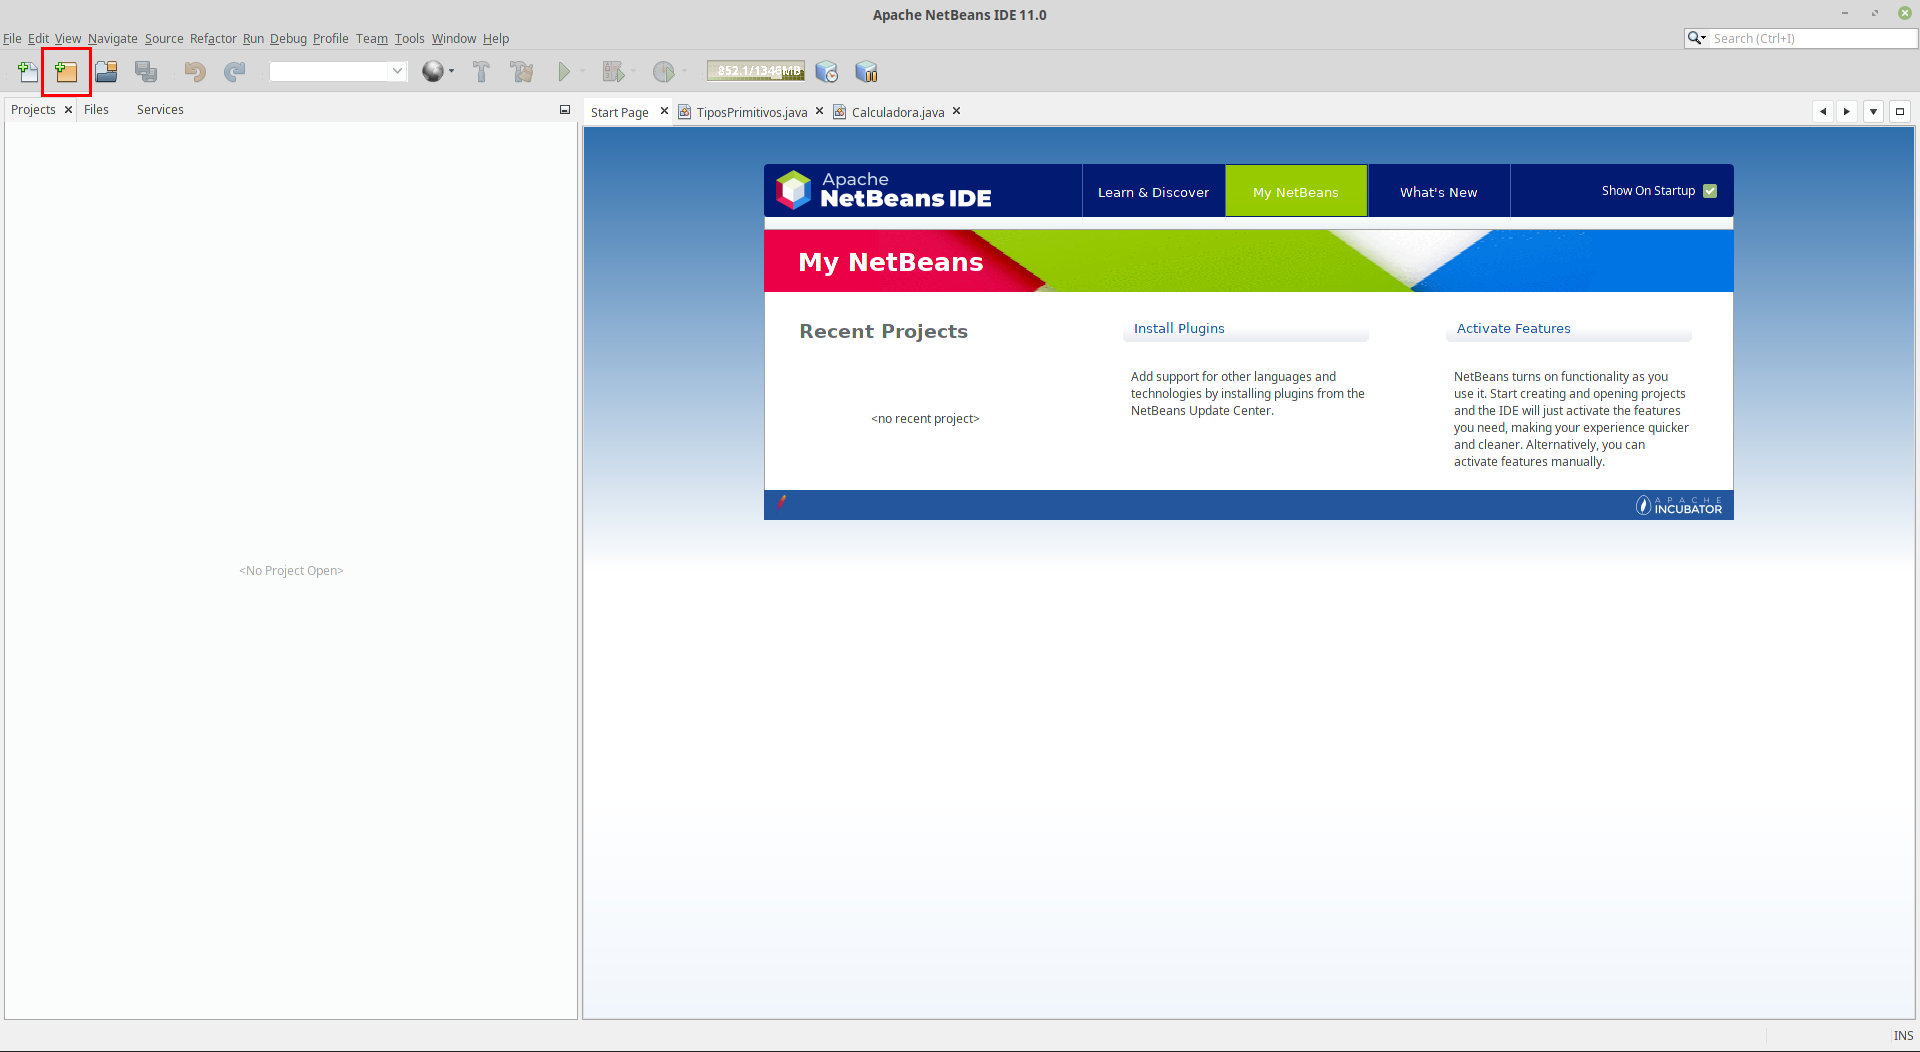 Apache NetBeans IDE 11.0
File Edit View Navigate Source Refactor Run Debug Profile Team Tools Window Help
Search (Ctrl+I)
852.1/1346MB
Projects Files Services
Start Page TiposPrimitivos.java Calculadora.java
Apache
NetBeans IDE
Learn & Discover My NetBeans What's New Show On Startup
My NetBeans
Recent Projects
<no recent project>
Install Plugins
Add support for other languages and
technologies by installing plugins from the
NetBeans Update Center.
Activate Features
NetBeans turns on functionality as you
use it. Start creating and opening projects
and the IDE will just activate the features
you need, making your experience quicker
and cleaner. Alternatively, you can
activate features manually.
APACHE
INCUBATOR
<No Project Open>
INS